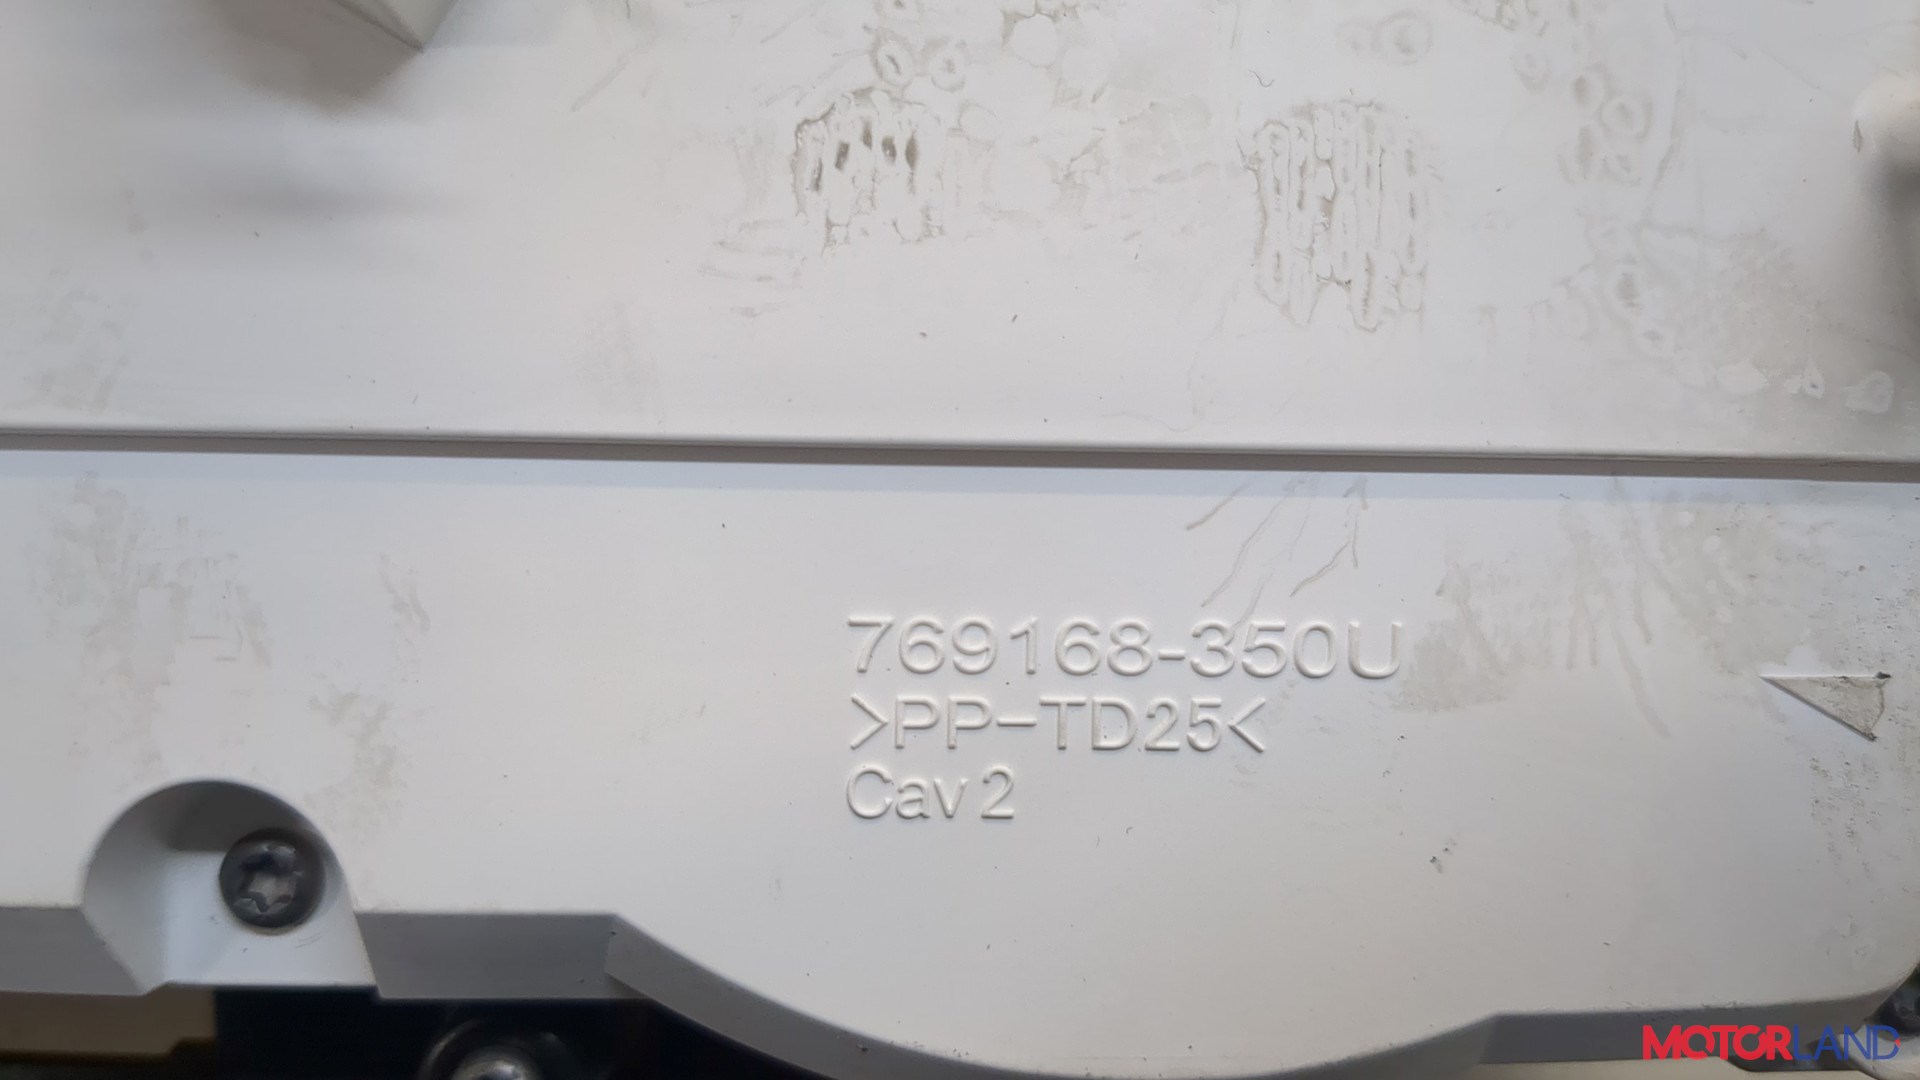 769168-350U
>PP-TD25<
Cav 2
MOTORLAND